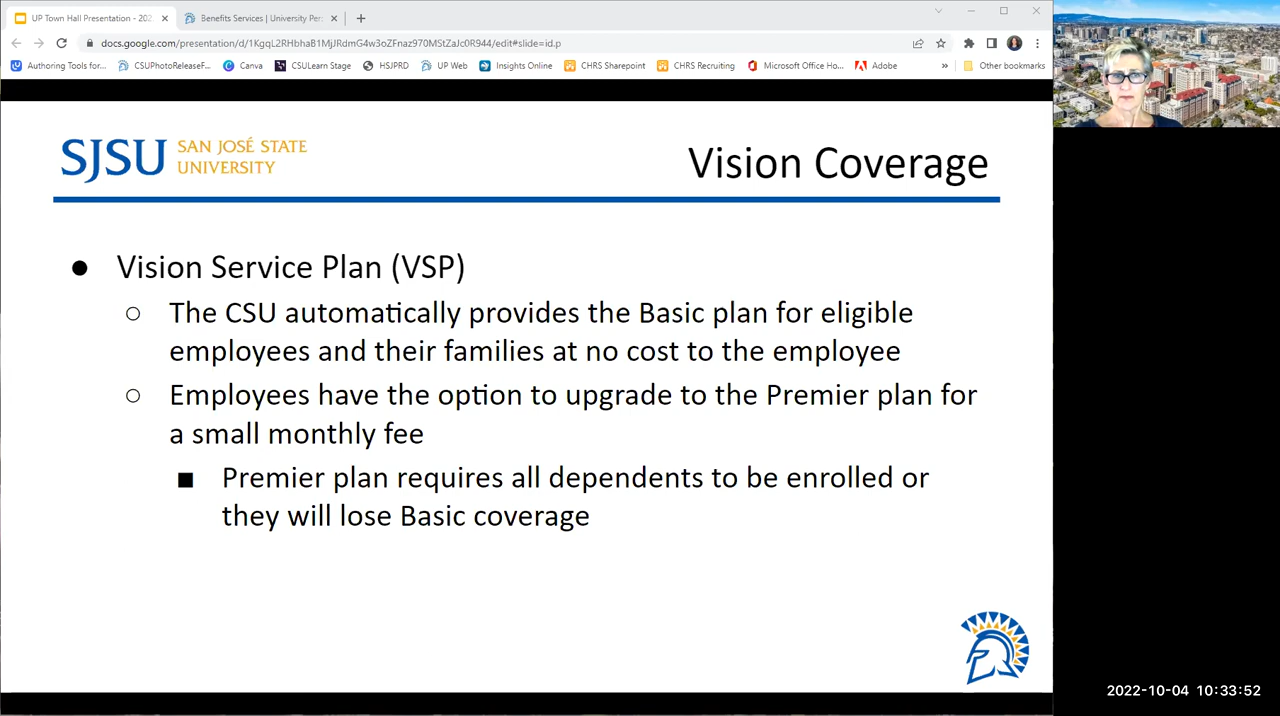 UP Town Hall Presentation - 202
Benefits Services | University Per
docs.google.com/presentation/d/1KgqL2RHbhaBtMjJRdmG4w3oZFnaz970MStZaJc0R944/edit#slide=id.p
Authoring Tools for... CSUPhotoReleaseF... Canva CSULearn Stage HSJPRD UP Web Insights Online CHRS Sharepoint CHRS Recruiting Microsoft Office Ho... Adobe » Other bookmarks
SJSU SAN JOSÉ STATE
UNIVERSITY
Vision Coverage
● Vision Service Plan (VSP)
○ The CSU automatically provides the Basic plan for eligible
employees and their families at no cost to the employee
○ Employees have the option to upgrade to the Premier plan for
a small monthly fee
■ Premier plan requires all dependents to be enrolled or
they will lose Basic coverage
2022-10-04 10:33:52